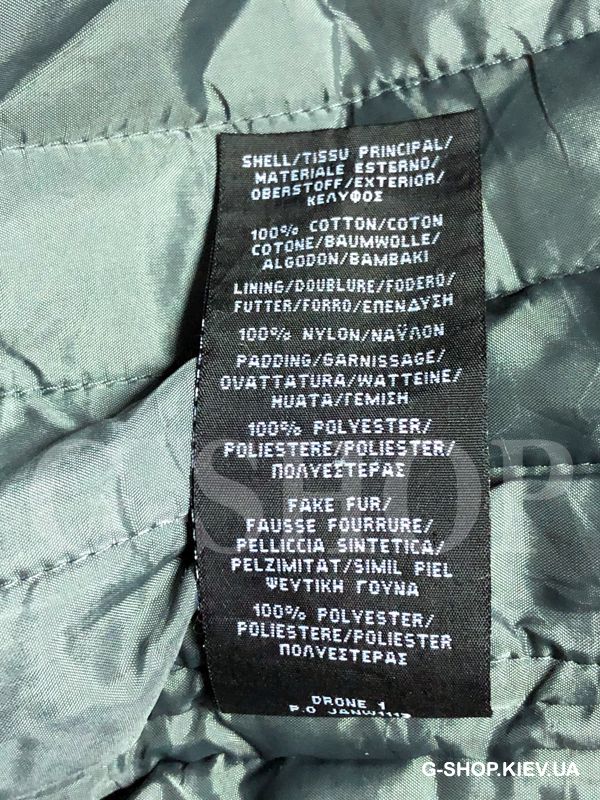 SHELL/TISSU PRINCIPAL/
MATERIALE ESTERNO/
OBERSTOFF/EXTERIOR/
ΚΕΛΥΦΟΣ
100% COTTON/COTON
COTONE/BAUMWOLLE/
ALGODON/BAMBAKI
LINING/DOUBLURE/FODERO/
FUTTER/FORRO/ΕΠΕΝΔΥΣΗ
100% NYLON/ΝΑΫΛΟΝ
PADDING/GARNISSAGE/
OVATTATURA/WATTEINE/
HUATA/ΓΕΜΙΣΗ
100% POLYESTER/
POLIESTERE/POLIESTER/
ΠΟΛΥΕΣΤΕΡΑΣ
FAKE FUR/
FAUSSE FOURRURE/
PELLICCIA SINTETICA/
PELZIMITAT/SIMIL PIEL
ΨΕΥΤΙΚΗ ΓΟΥΝΑ
100% POLYESTER/
POLIESTERE/POLIESTER
ΠΟΛΥΕΣΤΕΡΑΣ
DRONE 1
P.O
G-SHOP
G-SHOP.KIEV.UA